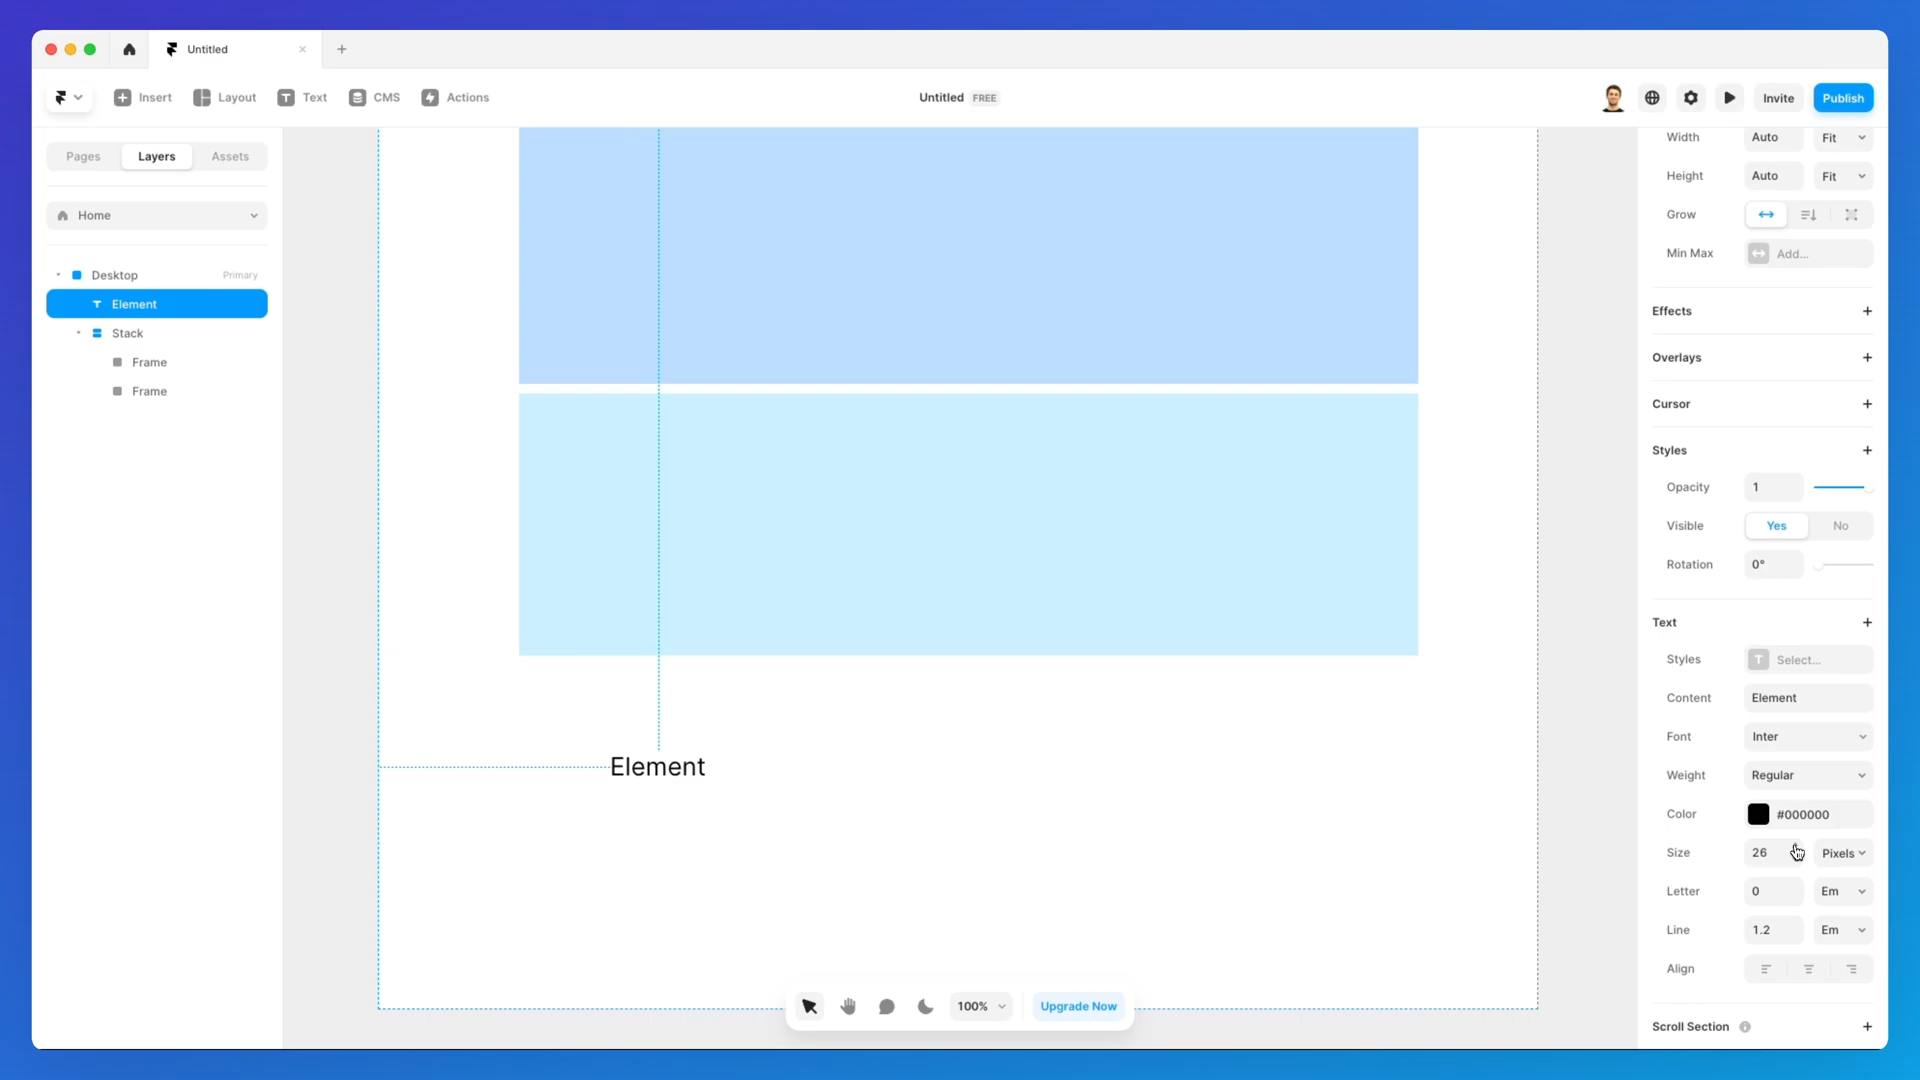 Untitled
Insert
Layout
Text
CMS
Actions
Untitled FREE
Invite
Publish
Pages
Layers
Assets
Home
Desktop
Primary
Element
Stack
Frame
Frame
Element
100%
Upgrade Now
Width
Auto
Fit
Height
Auto
Fit
Grow
Min Max
Add...
Effects
Overlays
Cursor
Styles
Opacity
1
Visible
Yes
No
Rotation
0°
Text
Styles
T
Select...
Content
Element
Font
Inter
Weight
Regular
Color
#000000
Size
26
Pixels
Letter
0
Em
Line
1.2
Em
Align
Scroll Section